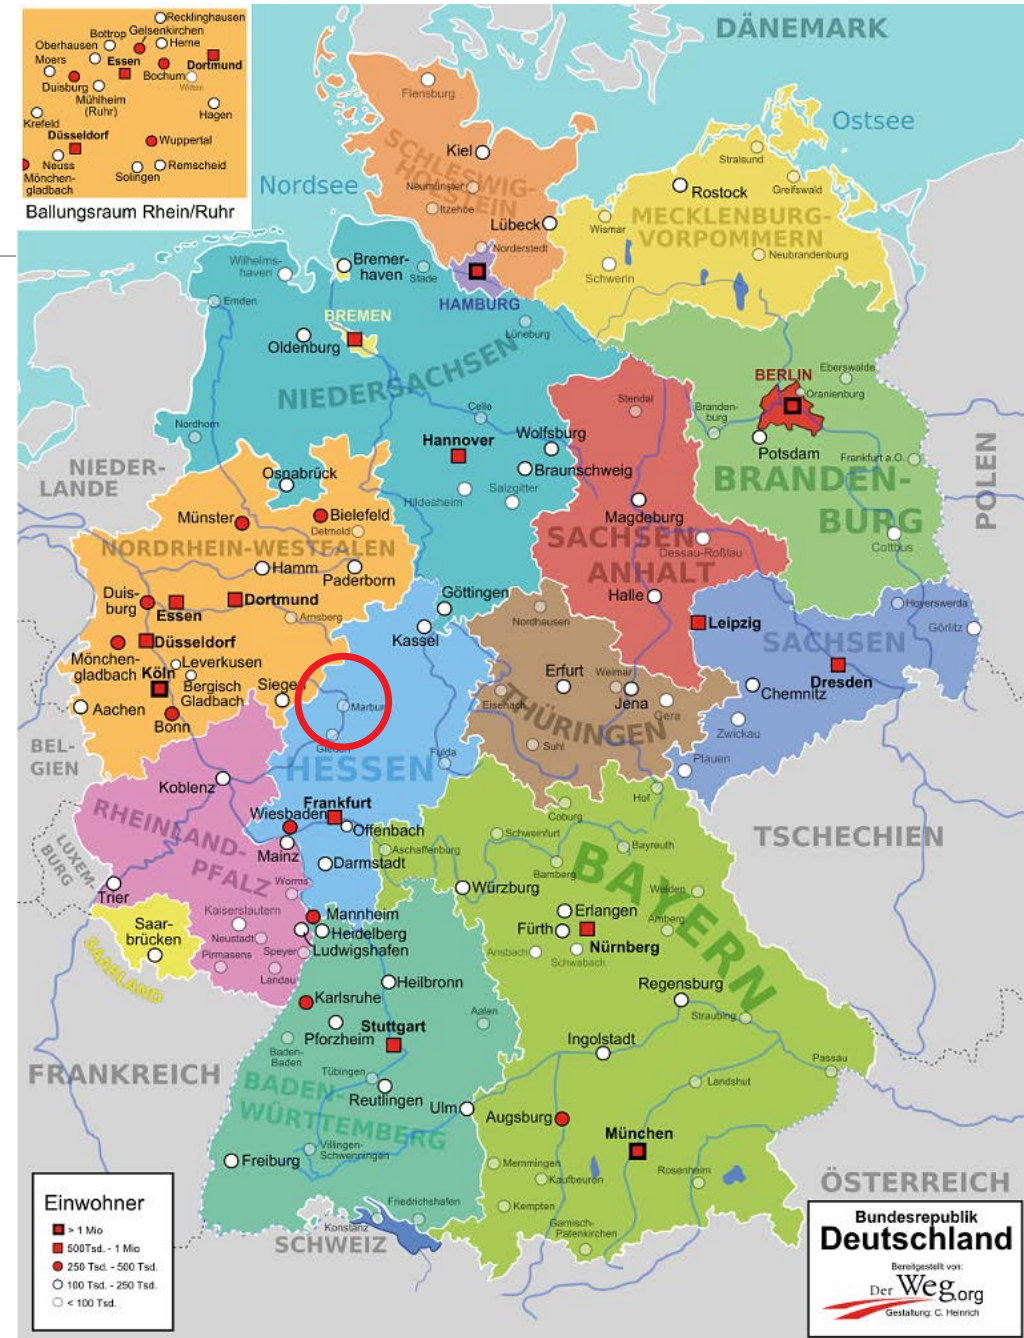 Recklinghausen
Gelsenkirchen
Bottrop
Herne
Oberhausen
Moers
Essen
Dortmund
Bochum
Witten
Duisburg
Mühlheim
(Ruhr)
Hagen
Krefeld
Düsseldorf
Wuppertal
Neuss
Remscheid
Solingen
Mönchen-
gladbach
Ballungsraum Rhein/Ruhr
DÄNEMARK
Nordsee
Ostsee
Flensburg
SCHLESWIG-
HOLSTEIN
Kiel
Neumünster
Itzehoe
Lübeck
Norderstedt
Stralsund
Greifswald
Rostock
MECKLENBURG-
VORPOMMERN
Wismar
Schwerin
Neubrandenburg
Wilhelms-
haven
Bremer-
haven
Stade
HAMBURG
Emden
BREMEN
Oldenburg
Lüneburg
NIEDERSACHSEN
Nordhorn
Celle
Hannover
Wolfsburg
Braunschweig
Hildesheim
Salzgitter
Osnabrück
Göttingen
Stendal
BERLIN
Eberswalde
Oranienburg
Branden-
burg
Potsdam
Frankfurt a.O.
BRANDEN-
BURG
Cottbus
POLEN
NIEDER-
LANDE
Münster
Bielefeld
Detmold
NORDRHEIN-WESTFALEN
Hamm
Paderborn
Duis-
burg
Essen
Dortmund
Arnsberg
Düsseldorf
Mönchen-
gladbach
Leverkusen
Köln
Bergisch
Gladbach
Siegen
Aachen
Bonn
Magdeburg
SACHSEN
ANHALT
Dessau-Roßlau
Halle
Leipzig
Hoyerswerda
Görlitz
SACHSEN
Dresden
Chemnitz
Zwickau
Plauen
Kassel
Marburg
Gießen
Fulda
HESSEN
Nordhausen
Erfurt
Weimar
Jena
Gera
Eisenach
THÜRINGEN
Suhl
BEL-
GIEN
Koblenz
RHEINLAND-
PFALZ
LUXEM-
BURG
Trier
Wiesbaden
Frankfurt
Offenbach
Mainz
Darmstadt
Worms
Kaiserslautern
Neustadt
Speyer
Pirmasens
Landau
Saar-
brücken
SAARLAND
Mannheim
Heidelberg
Ludwigshafen
Hof
Coburg
Schweinfurt
Bayreuth
Aschaffenburg
Bamberg
BAYERN
Weiden
Würzburg
Erlangen
Amberg
Fürth
Nürnberg
Ansbach
Schwabach
Regensburg
Straubing
Ingolstadt
Passau
Landshut
Augsburg
München
Memmingen
Kaufbeuren
Rosenheim
Kempten
Garmisch-
Patenkirchen
TSCHECHIEN
FRANKREICH
Karlsruhe
Heilbronn
Pforzheim
Stuttgart
Aalen
Baden-
Baden
Tübingen
Reutlingen
BADEN-
WÜRTTEMBERG
Ulm
Villingen-
Schwenningen
Freiburg
Friedrichshafen
Konstanz
SCHWEIZ
ÖSTERREICH
Einwohner
> 1 Mio
500Tsd. - 1 Mio
250 Tsd. - 500 Tsd.
100 Tsd. - 250 Tsd.
< 100 Tsd.
Bundesrepublik
Deutschland
Bereitgestellt von:
Der Weg.org
Gestaltung: C. Heinrich